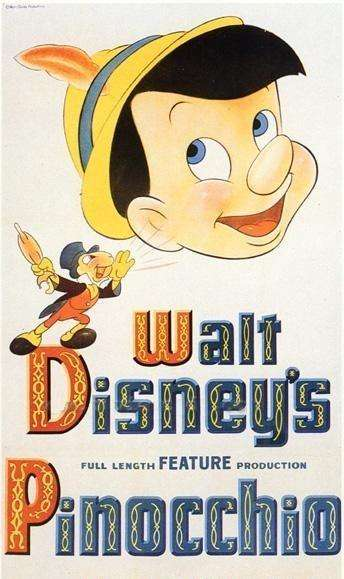 Walt
Disney's
FULL LENGTH FEATURE PRODUCTION
Pinocchio